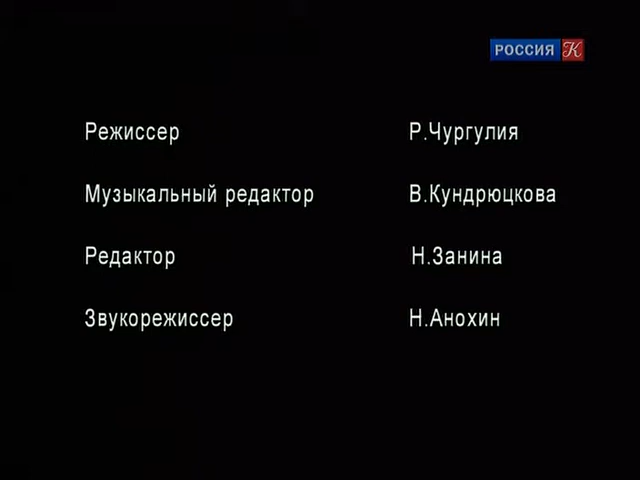 РОССИЯ К
Режиссер Р.Чургулия
Музыкальный редактор В.Кундрюцкова
Редактор Н.Занина
Звукорежиссер Н.Анохин